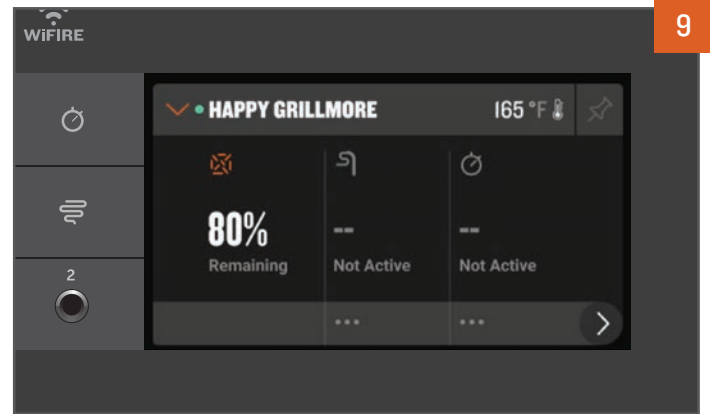 9
WiFIRE
HAPPY GRILLMORE 165 °F
80% -- --
Remaining Not Active Not Active
2
... ...